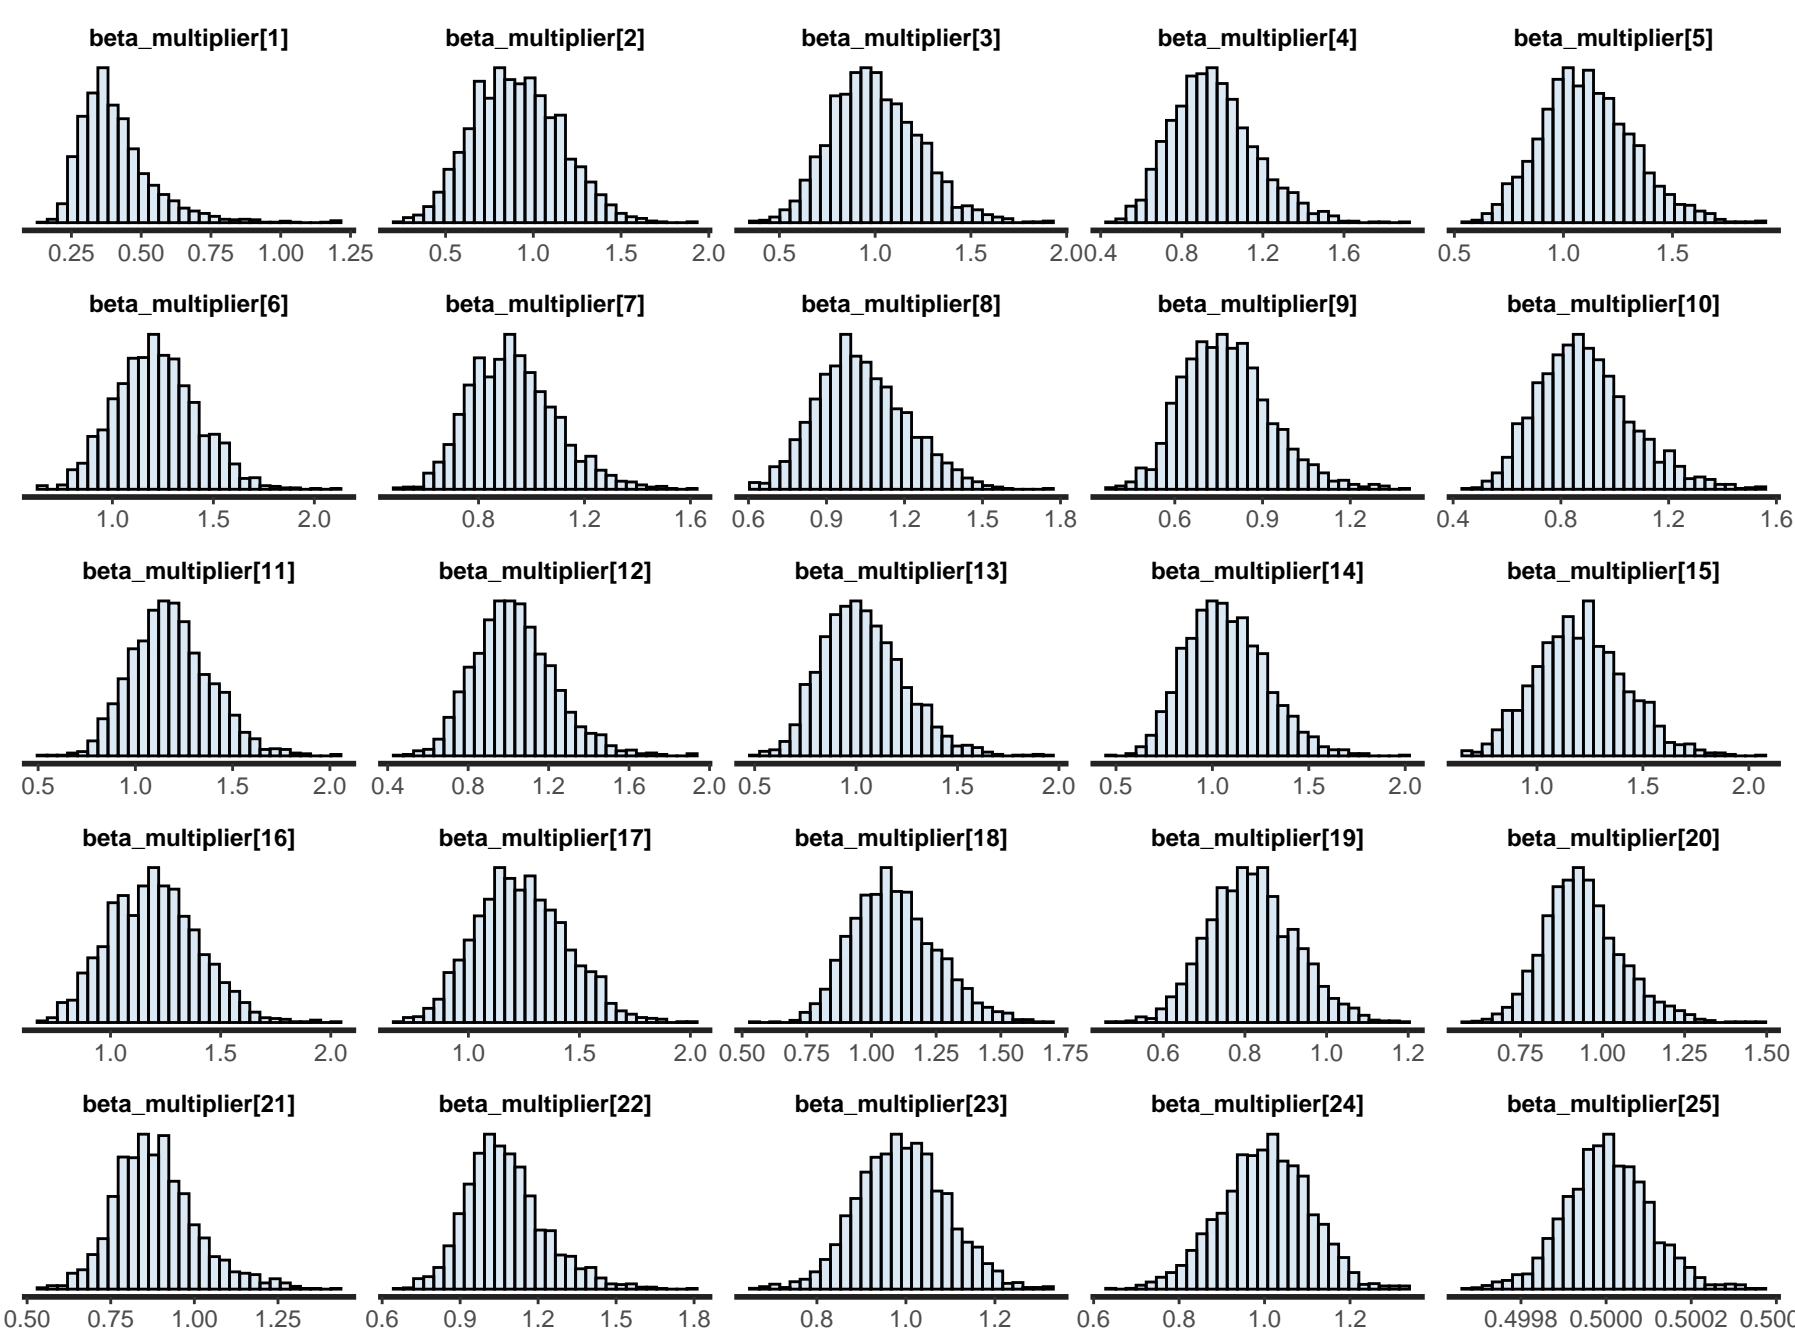 beta_multiplier[1] beta_multiplier[2] beta_multiplier[3] beta_multiplier[4] beta_multiplier[5]
0.25 0.50 0.75 1.00 1.25 0.5 1.0 1.5 2.0 0.5 1.0 1.5 2.0 0.4 0.8 1.2 1.6 0.5 1.0 1.5
beta_multiplier[6] beta_multiplier[7] beta_multiplier[8] beta_multiplier[9] beta_multiplier[10]
1.0 1.5 2.0 0.8 1.2 1.6 0.6 0.9 1.2 1.5 1.8 0.6 0.9 1.2 0.4 0.8 1.2 1.6
beta_multiplier[11] beta_multiplier[12] beta_multiplier[13] beta_multiplier[14] beta_multiplier[15]
0.5 1.0 1.5 2.0 0.4 0.8 1.2 1.6 2.0 0.5 1.0 1.5 2.0 0.5 1.0 1.5 2.0 1.0 1.5 2.0
beta_multiplier[16] beta_multiplier[17] beta_multiplier[18] beta_multiplier[19] beta_multiplier[20]
1.0 1.5 2.0 1.0 1.5 2.0 0.50 0.75 1.00 1.25 1.50 1.75 0.6 0.8 1.0 1.2 0.75 1.00 1.25 1.50
beta_multiplier[21] beta_multiplier[22] beta_multiplier[23] beta_multiplier[24] beta_multiplier[25]
0.50 0.75 1.00 1.25 0.6 0.9 1.2 1.5 1.8 0.8 1.0 1.2 0.6 0.8 1.0 1.2 0.4998 0.5000 0.5002